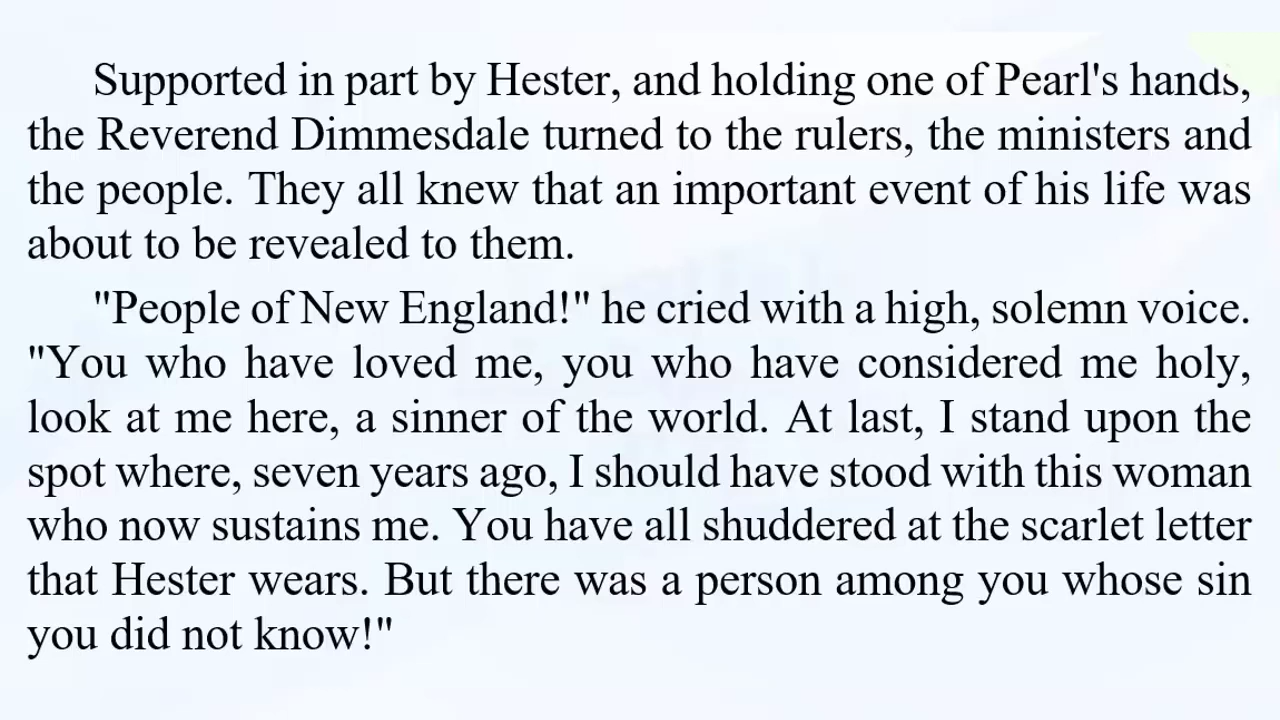 Supported in part by Hester, and holding one of Pearl's hands,
the Reverend Dimmesdale turned to the rulers, the ministers and
the people. They all knew that an important event of his life was
about to be revealed to them.
"People of New England!" he cried with a high, solemn voice.
"You who have loved me, you who have considered me holy,
look at me here, a sinner of the world. At last, I stand upon the
spot where, seven years ago, I should have stood with this woman
who now sustains me. You have all shuddered at the scarlet letter
that Hester wears. But there was a person among you whose sin
you did not know!"